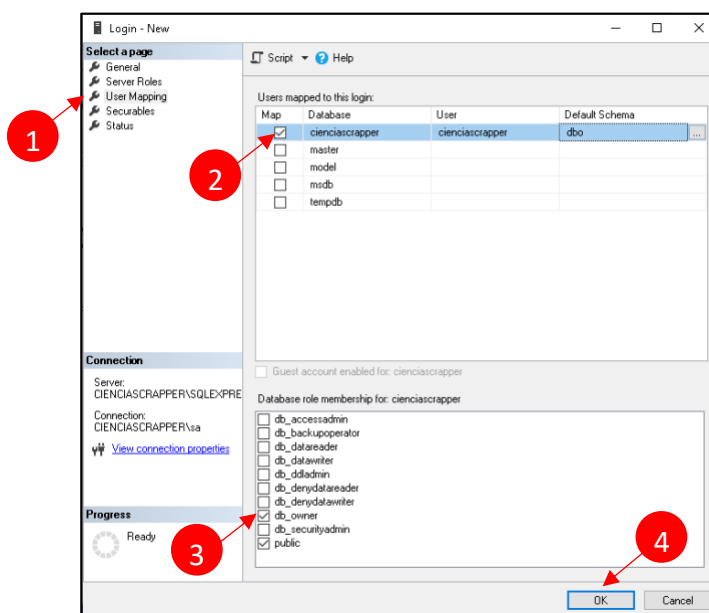 Login - New
Select a page
General
Server Roles
User Mapping
Securables
Status
1
Script Help
Users mapped to this login:
Map Database User Default Schema
cienciascrapper cienciascrapper dbo ...
master
model
msdb
tempdb
2
Guest account enabled for: cienciascrapper
Database role membership for: cienciascrapper
db_accessadmin
db_backupoperator
db_datareader
db_datawriter
db_ddladmin
db_denydatareader
db_denydatawriter
db_owner
db_securityadmin
public
3
Connection
Server:
CIENCIASCRAPPER\SQLEXPRE
Connection:
CIENCIASCRAPPER\sa
View connection properties
Progress
Ready
4
OK Cancel